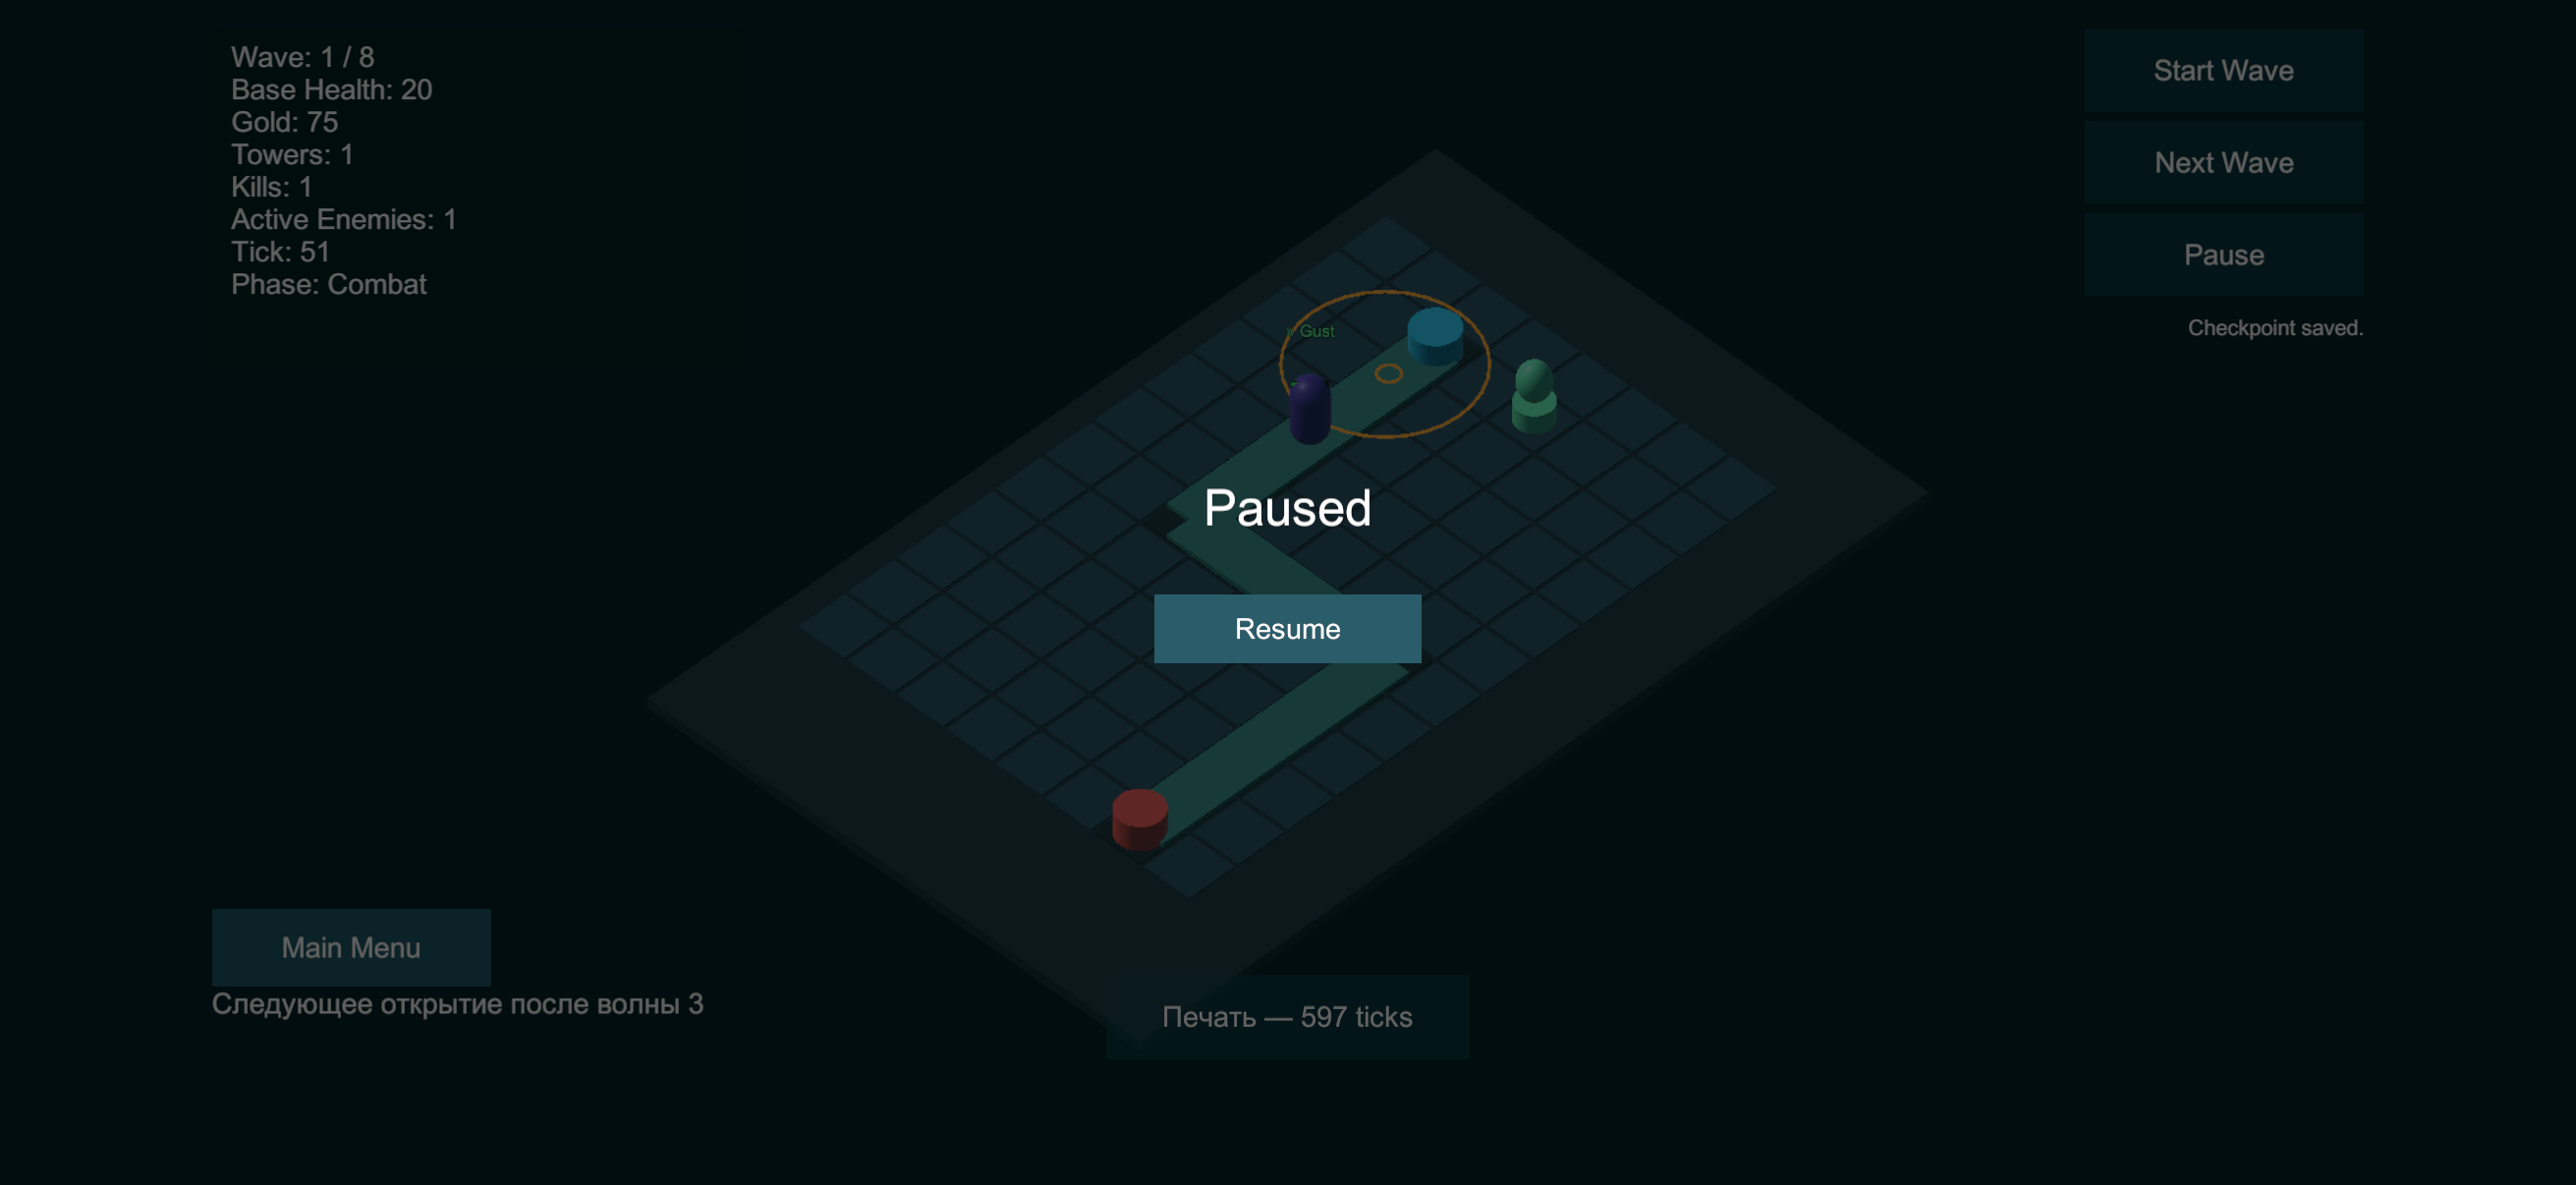 Wave: 1 / 8
Base Health: 20
Gold: 75
Towers: 1
Kills: 1
Active Enemies: 1
Tick: 51
Phase: Combat
Start Wave
Next Wave
Pause
Checkpoint saved.
» Gust
Paused
Resume
Main Menu
Следующее открытие после волны 3
Печать — 597 ticks